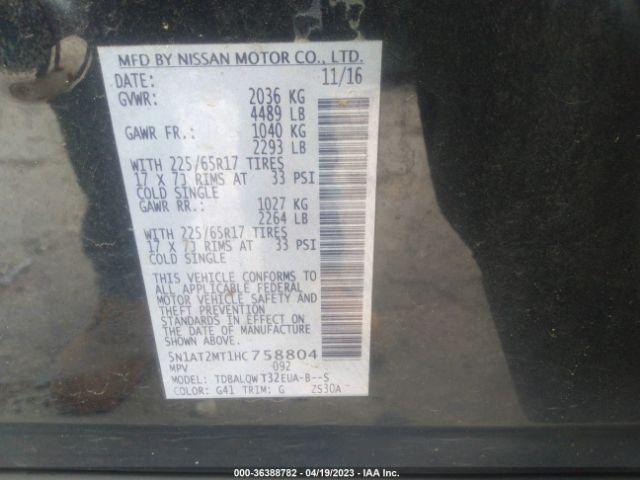 MFD BY NISSAN MOTOR CO., LTD.
DATE: 11/16
GVWR: 2036 KG
4489 LB
GAWR FR.: 1040 KG
2293 LB
WITH 225/65R17 TIRES
17 X 7J RIMS AT 33 PSI
COLD SINGLE
GAWR RR.: 1027 KG
2264 LB
WITH 225/65R17 TIRES
17 X 7J RIMS AT 33 PSI
COLD SINGLE
THIS VEHICLE CONFORMS TO
ALL APPLICABLE FEDERAL
MOTOR VEHICLE SAFETY AND
THEFT PREVENTION
STANDARDS IN EFFECT ON THE
DATE OF MANUFACTURE SHOWN
ABOVE.
5N1AT2MT1HC758804
MPV 092
MODEL: TDBALQWT32EUA-B--S
COLOR: G41 TRIM: G ZS30A
000-36388782 - 04/19/2023 - IAA Inc.